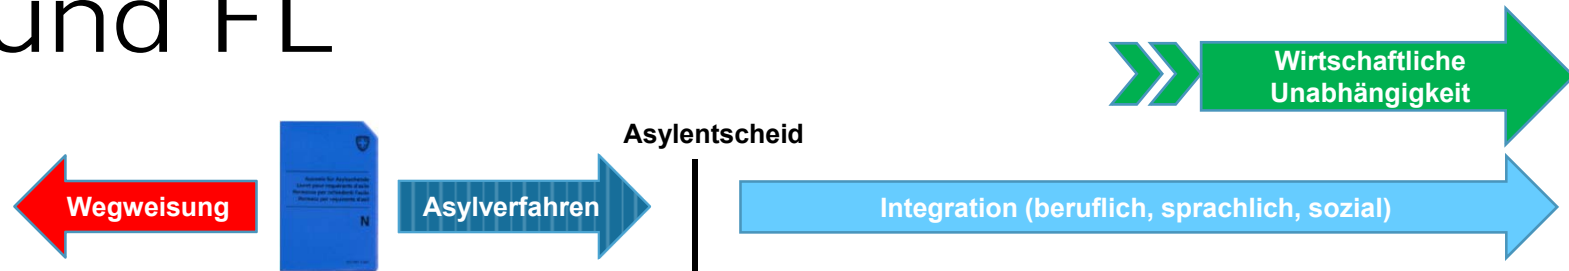 und FL
Wirtschaftliche
Unabhängigkeit
Asylentscheid
Wegweisung
N
Asylverfahren
Integration (beruflich, sprachlich, sozial)